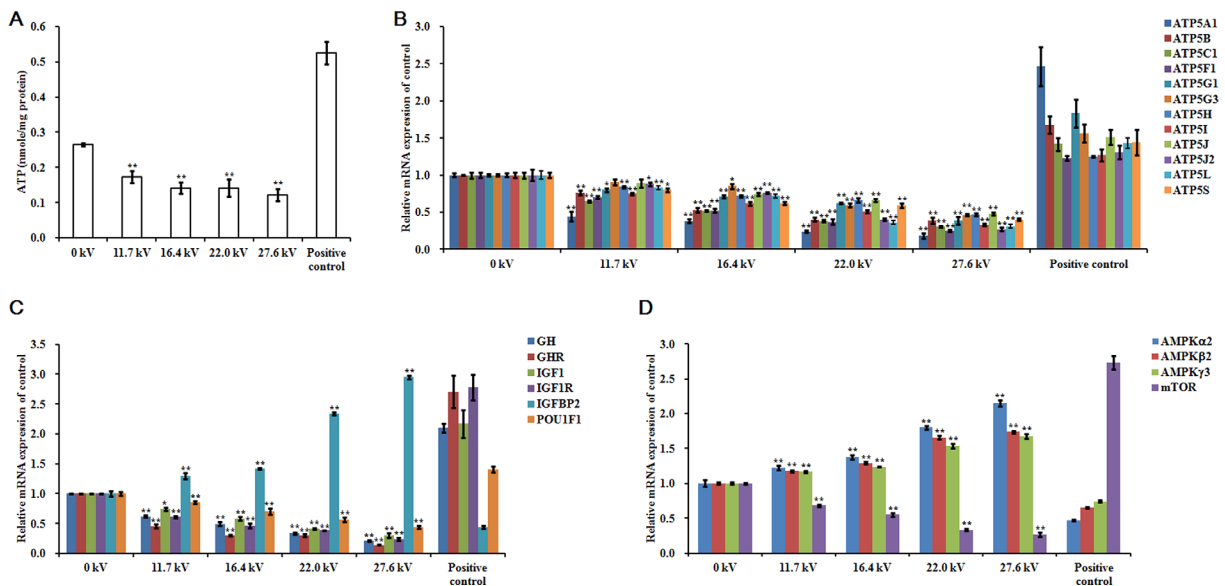 A
ATP (nmole/mg protein)
0.6
0.5
0.4
0.3
0.2
0.1
0.0
**
**
**
**
0 kV
11.7 kV
16.4 kV
22.0 kV
27.6 kV
Positive
control
B
Relative mRNA expression of control
3.0
2.5
2.0
1.5
1.0
0.5
0.0
0 kV
11.7 kV
16.4 kV
22.0 kV
27.6 kV
Positive control
ATP5A1
ATP5B
ATP5C1
ATP5F1
ATP5G1
ATP5G3
ATP5H
ATP5I
ATP5J
ATP5J2
ATP5L
ATP5S
C
Relative mRNA expression of control
3.5
3.0
2.5
2.0
1.5
1.0
0.5
0.0
** ** * ** ** **
** ** ** ** ** **
** ** ** ** ** **
** ** ** ** ** **
0 kV
11.7 kV
16.4 kV
22.0 kV
27.6 kV
Positive
control
GH
GHR
IGF1
IGF1R
IGFBP2
POU1F1
D
Relative mRNA expression of control
3.0
2.5
2.0
1.5
1.0
0.5
0.0
** ** ** **
** ** ** **
** ** ** **
** ** ** **
0 kV
11.7 kV
16.4 kV
22.0 kV
27.6 kV
Positive
control
AMPKα2
AMPKβ2
AMPKγ3
mTOR